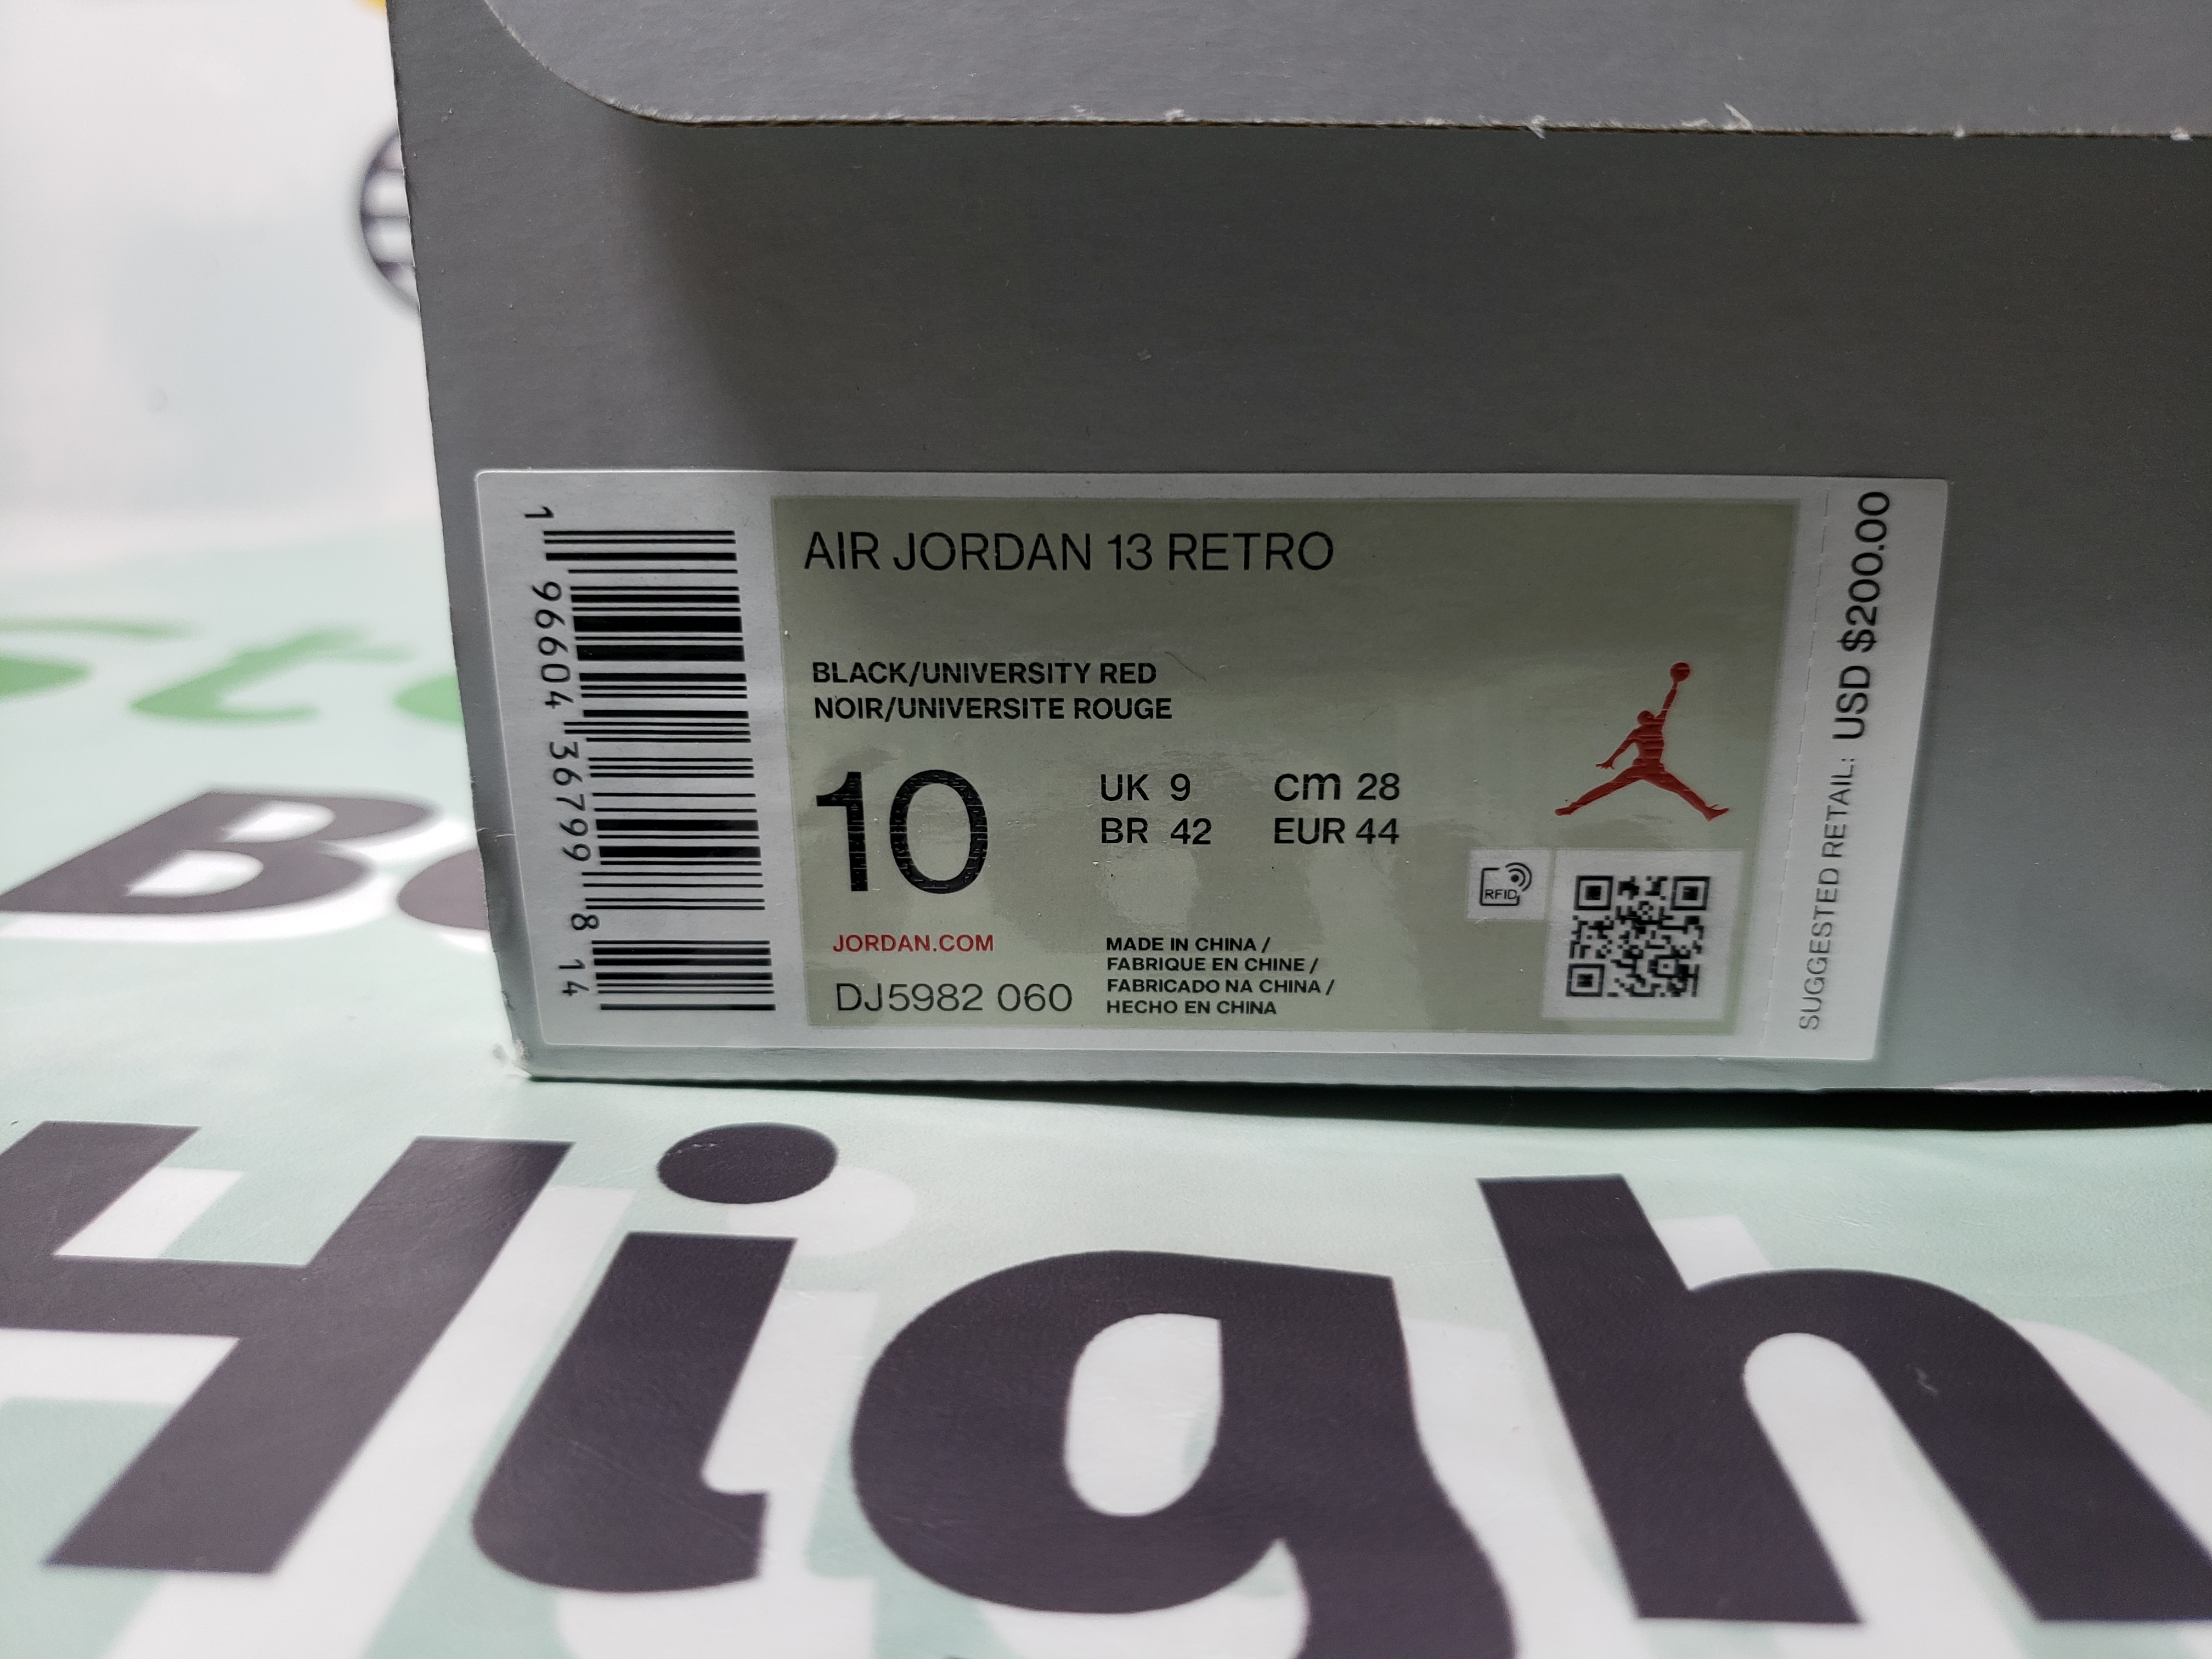 AIR JORDAN 13 RETRO
BLACK/UNIVERSITY RED
NOIR/UNIVERSITE ROUGE
10
UK 9
cm 28
BR 42
EUR 44
RFID
JORDAN.COM
DJ5982 060
MADE IN CHINA /
FABRIQUE EN CHINE /
FABRICADO NA CHINA /
HECHO EN CHINA
1 96604 36799 8 14
SUGGESTED RETAIL: USD $200.00
High